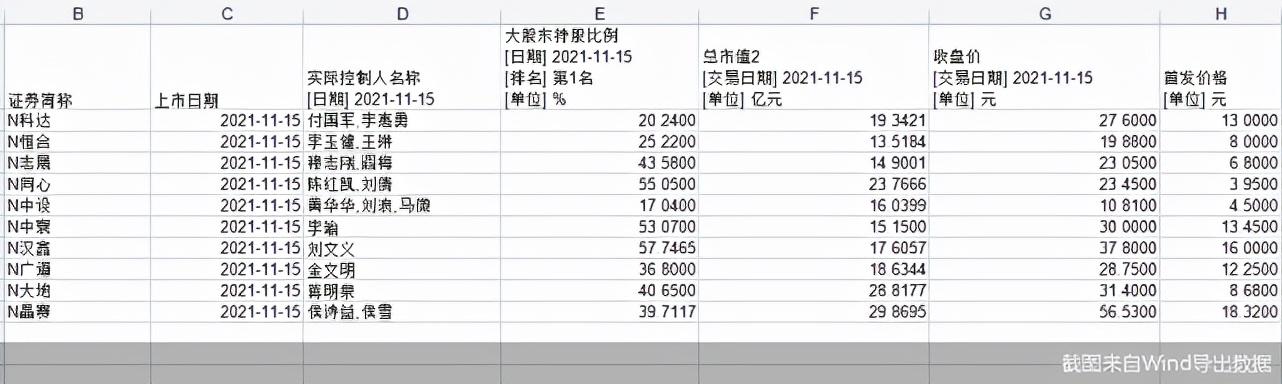 B C D E F G H
大股东持股比例
[日期] 2021-11-15 总市值2 收盘价
实际控制人名称 [排名] 第1名 [交易日期] 2021-11-15 [交易日期] 2021-11-15 首发价格
证券简称 上市日期 [日期] 2021-11-15 [单位] % [单位] 亿元 [单位] 元 [单位] 元
N科达 2021-11-15 付国军,李惠勇 20 2400 19 3421 27 6000 13 0000
N恒合 2021-11-15 李玉健,王琳 25 2200 13 5184 19 8800 8 0000
N志晟 2021-11-15 穆志刚,阎梅 43 5800 14 9001 23 0500 6 8000
N同心 2021-11-15 陈红凯,刘倩 55 0500 23 7666 23 4500 3 9500
N中设 2021-11-15 黄华华,刘浪,马微 17 0400 16 0399 10 8100 4 5000
N中寰 2021-11-15 李瑜 53 0700 15 1500 30 0000 13 4500
N汉鑫 2021-11-15 刘文义 57 7465 17 6057 37 8000 16 0000
N广道 2021-11-15 金文明 36 8000 18 6344 28.7500 12 2500
N大地 2021-11-15 明荣 40 6500 28 8177 31 4000 8 6800
N晶赛 2021-11-15 侯诗益,侯雪 39 7117 29 8695 56 5300 18.3200
截图来自Wind导出数据